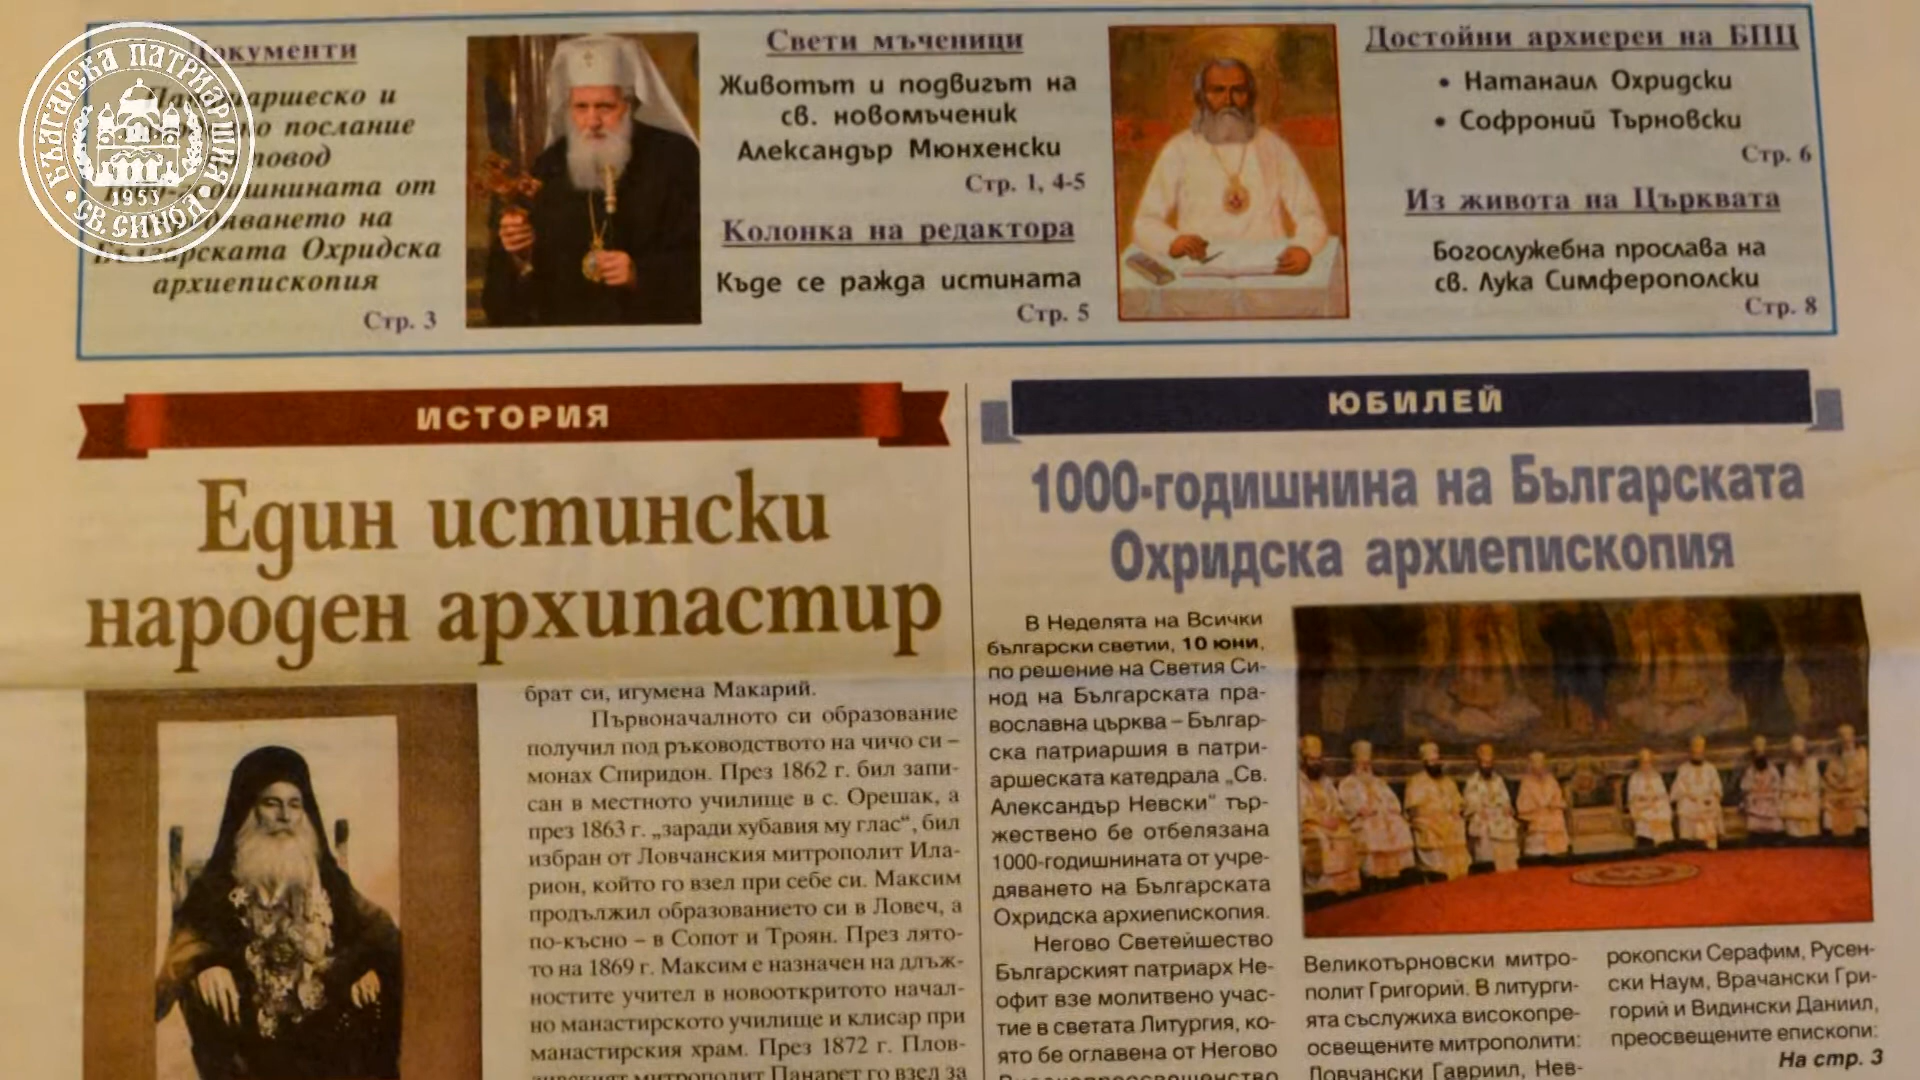 БЪЛГАРСКА ПАТРИАРШИЯ
1953
СВ. СИНОД
Документи
послание
повод
годишнината от
на
Българската Охридска
архиепископия
Стр. 3
Свети мъченици
Животът и подвигът на
св. новомъченик
Александър Мюнхенски
Стр. 1, 4-5
Колонка на редактора
Къде се ражда истината
Стр. 5
Достойни архиереи на БПЦ
• Натанаил Охридски
• Софроний Търновски
Стр. 6
Из живота на Църквата
Богослужебна прослава на
св. Лука Симферополски
Стр. 8
ИСТОРИЯ
Един истински
народен архипастир
брат си, игумена Макарий.
Първоначалното си образование
получил под ръководството на чичо си –
монах Спиридон. През 1862 г. бил запи-
сан в местното училище в с. Орешак, а
през 1863 г. „заради хубавия му глас“, бил
избран от Ловчанския митрополит Ила-
рион, който го взел при себе си. Максим
продължил образованието си в Ловеч, а
по-късно – в Сопот и Троян. През лято-
то на 1869 г. Максим е назначен на длъж-
ностите учител в новооткритото начал-
но манастирското училище и клисар при
манастирския храм. През 1872 г. Плов-
дивският митрополит Панарет го взел за
ЮБИЛЕЙ
1000-годишнина на Българската
Охридска архиепископия
В Неделята на Всички
български светии, 10 юни,
по решение на Светия Си-
нод на Българската пра-
вославна църква – Българ-
ска патриаршия в патри-
аршеската катедрала „Св.
Александър Невски“ тър-
жествено бе отбелязана
1000-годишнината от учре-
дяването на Българската
Охридска архиепископия.
Негово Светейшество
Българският патриарх Не-
офит взе молитвено учас-
тие в светата Литургия, ко-
ято бе оглавена от Негово
Високопреосвещенство
Великотърновски митро-
полит Григорий. В литурги-
ята съслужиха високопре-
освещените митрополити:
Ловчански Гавриил, Нев-
рокопски Серафим, Русен-
ски Наум, Врачански Гри-
горий и Видински Даниил,
преосвещените епископи:
На стр. 3